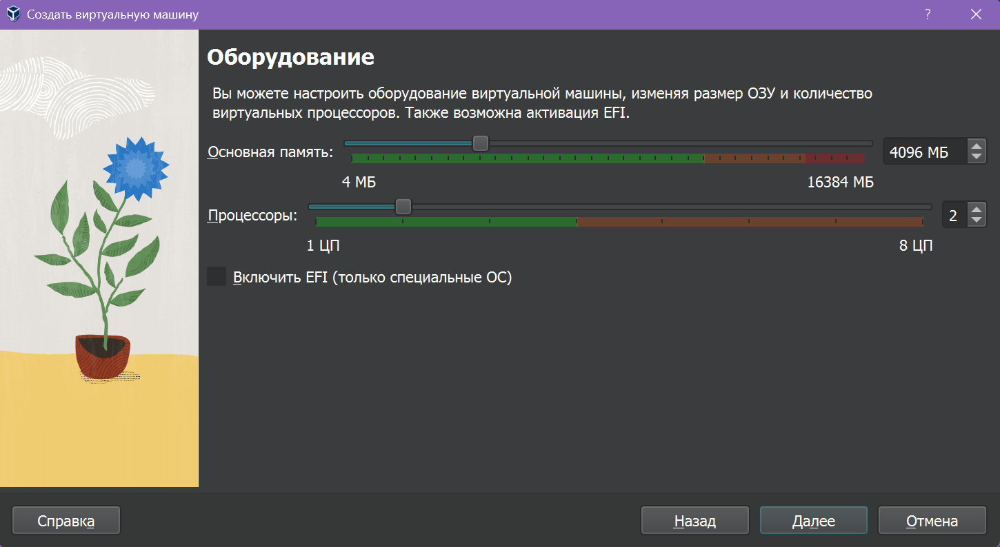 Создать виртуальную машину
?
Оборудование
Вы можете настроить оборудование виртуальной машины, изменяя размер ОЗУ и количество
виртуальных процессоров. Также возможна активация EFI.
Основная память:
4096 МБ
4 МБ
16384 МБ
Процессоры:
2
1 ЦП
8 ЦП
Включить EFI (только специальные ОС)
Справка
Назад
Далее
Отмена